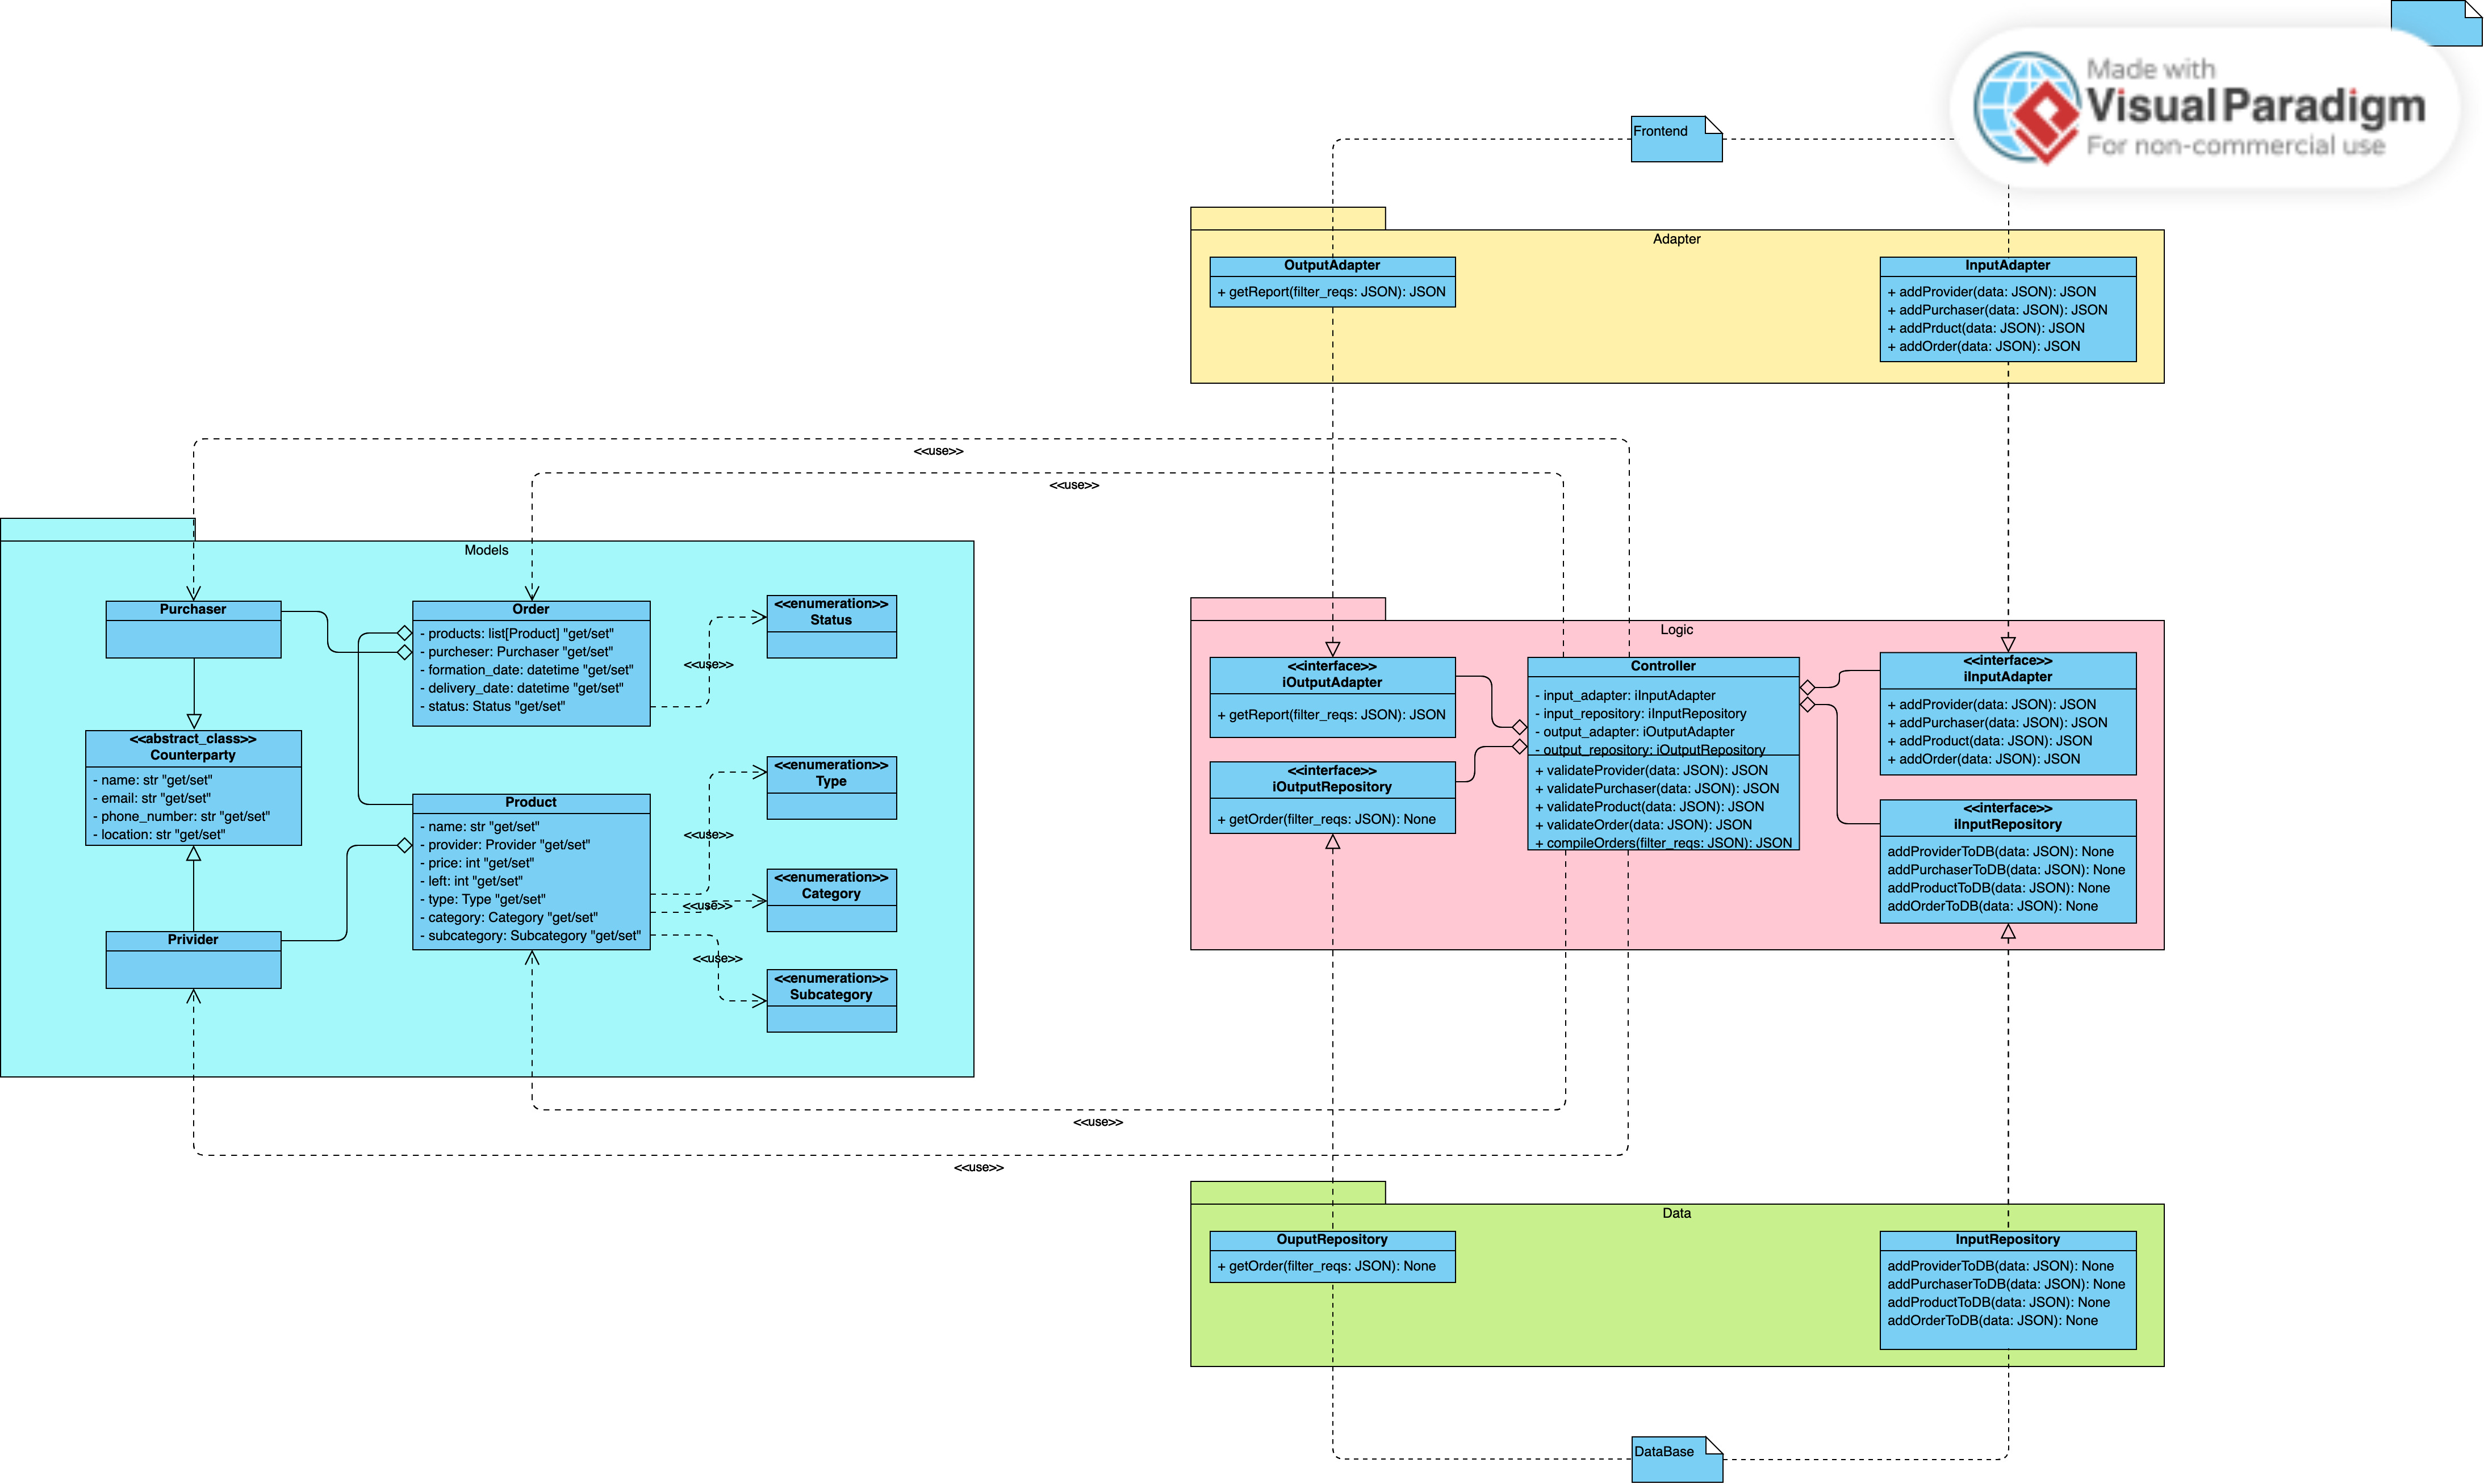 Made with
Visual Paradigm
For non-commercial use
Frontend
Adapter
OutputAdapter
+ getReport(filter_reqs: JSON): JSON
InputAdapter
+ addProvider(data: JSON): JSON
+ addPurchaser(data: JSON): JSON
+ addPrduct(data: JSON): JSON
+ addOrder(data: JSON): JSON
<<use>>
<<use>>
Models
Purchaser
Order
- products: list[Product] "get/set"
- purcheser: Purchaser "get/set"
- formation_date: datetime "get/set"
- delivery_date: datetime "get/set"
- status: Status "get/set"
<<enumeration>>
Status
<<use>>
<<abstract_class>>
Counterparty
- name: str "get/set"
- email: str "get/set"
- phone_number: str "get/set"
- location: str "get/set"
<<enumeration>>
Type
Product
- name: str "get/set"
- provider: Provider "get/set"
- price: int "get/set"
- left: int "get/set"
- type: Type "get/set"
- category: Category "get/set"
- subcategory: Subcategory "get/set"
<<use>>
<<use>>
<<use>>
<<enumeration>>
Category
Privider
<<enumeration>>
Subcategory
Logic
<<interface>>
iOutputAdapter
+ getReport(filter_reqs: JSON): JSON
<<interface>>
iOutputRepository
+ getOrder(filter_reqs: JSON): None
Controller
- input_adapter: iInputAdapter
- input_repository: iInputRepository
- output_adapter: iOutputAdapter
- output_repository: iOutputRepository
+ validateProvider(data: JSON): JSON
+ validatePurchaser(data: JSON): JSON
+ validateProduct(data: JSON): JSON
+ validateOrder(data: JSON): JSON
+ compileOrders(filter_reqs: JSON): JSON
<<interface>>
iInputAdapter
+ addProvider(data: JSON): JSON
+ addPurchaser(data: JSON): JSON
+ addProduct(data: JSON): JSON
+ addOrder(data: JSON): JSON
<<interface>>
iInputRepository
addProviderToDB(data: JSON): None
addPurchaserToDB(data: JSON): None
addProductToDB(data: JSON): None
addOrderToDB(data: JSON): None
<<use>>
<<use>>
Data
OuputRepository
+ getOrder(filter_reqs: JSON): None
InputRepository
addProviderToDB(data: JSON): None
addPurchaserToDB(data: JSON): None
addProductToDB(data: JSON): None
addOrderToDB(data: JSON): None
DataBase